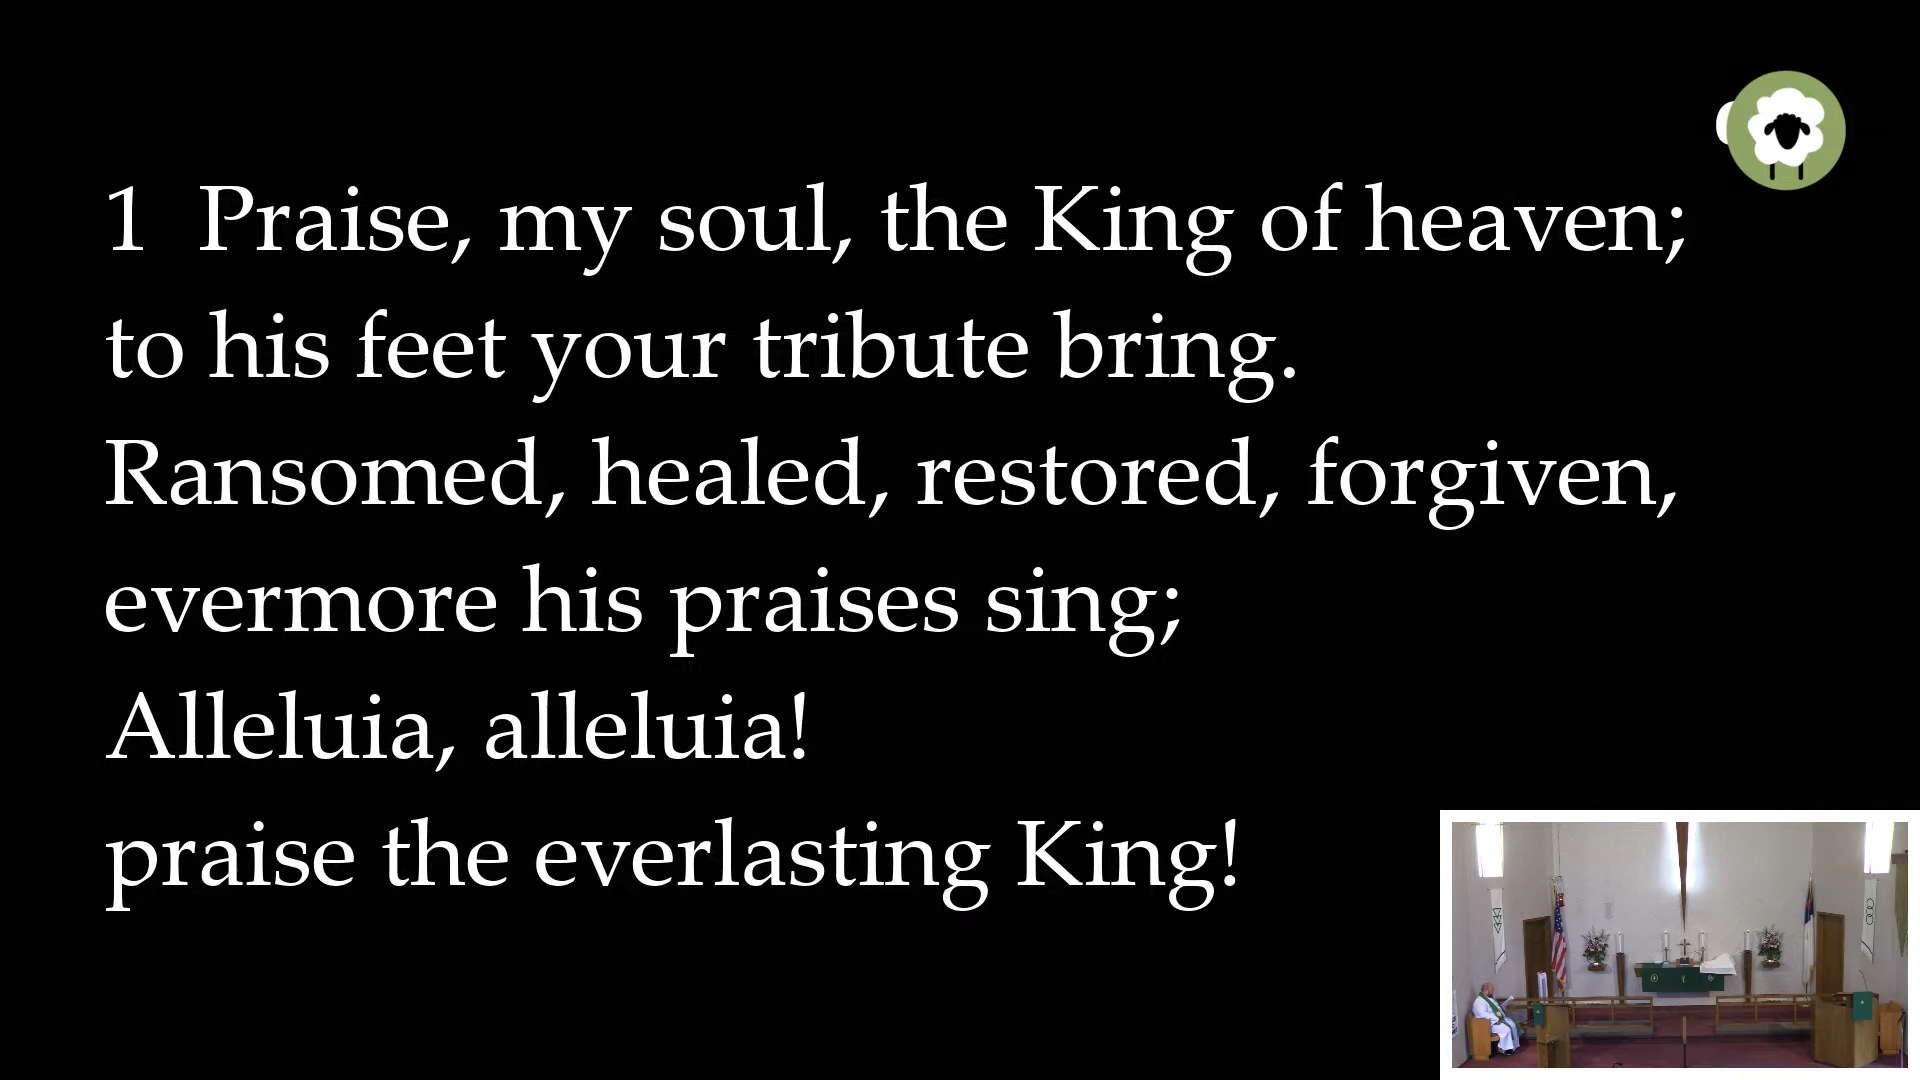 1 Praise, my soul, the King of heaven;
to his feet your tribute bring.
Ransomed, healed, restored, forgiven,
evermore his praises sing;
Alleluia, alleluia!
praise the everlasting King!